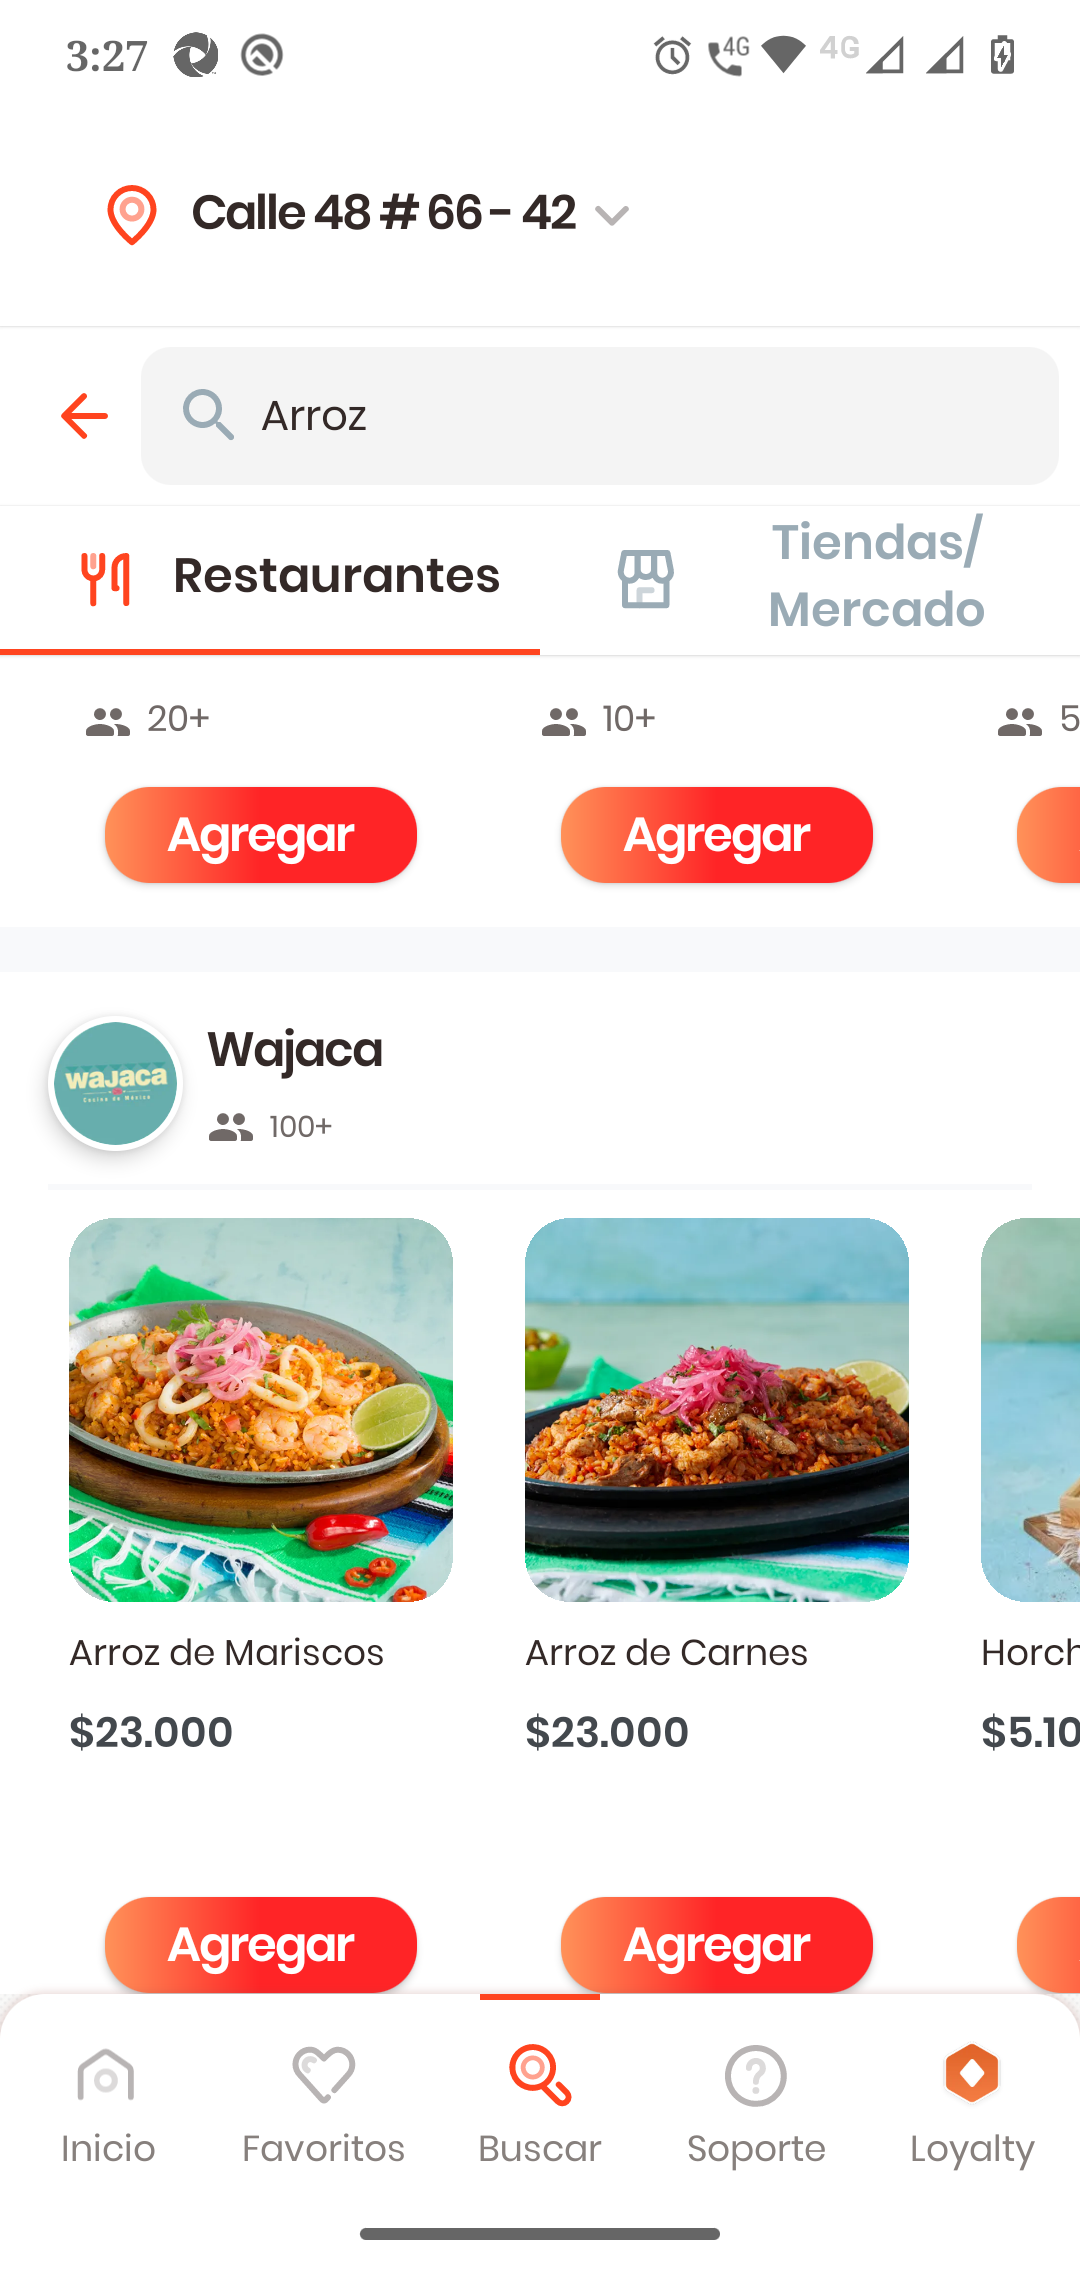 3:27
4G
4G
Calle 48 # 66 - 42
Arroz
Restaurantes
Tiendas/
Mercado
20+
10+
5
Agregar
Agregar
Wajaca
wajaca
Cocina de México
100+
Arroz de Mariscos
Arroz de Carnes
Horch
$23.000
$23.000
$5.10
Agregar
Agregar
Inicio
Favoritos
Buscar
Soporte
Loyalty